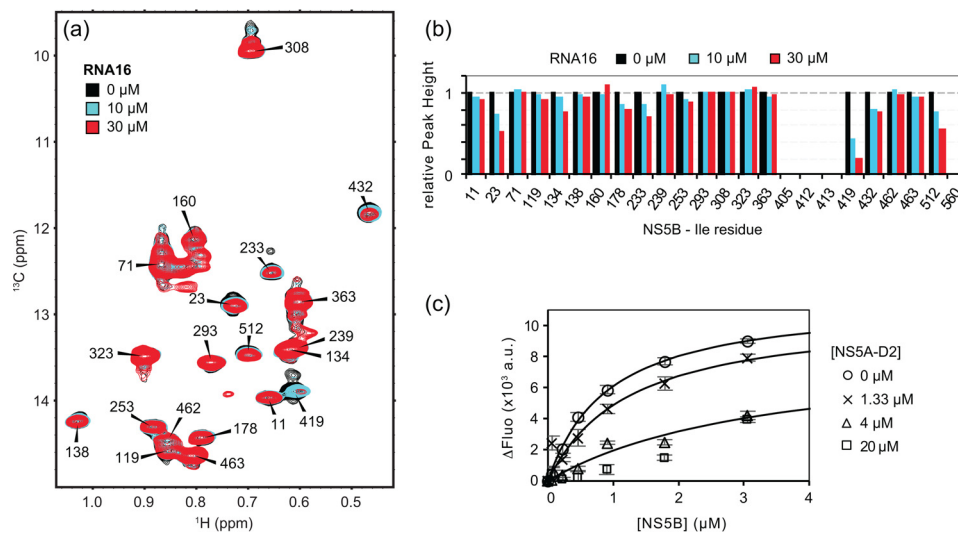 (a)
10
11
12
13
14
¹³C (ppm)
RNA16
0 µM
10 µM
30 µM
308
432
160
71
233
23
363
293
512
239
134
323
419
11
253
462
178
138
119
463
1.0
0.9
0.8
0.7
0.6
0.5
¹H (ppm)
(b)
RNA16 0 µM 10 µM 30 µM
relative Peak Height
1
0
11 23 71 119 134 138 160 178 233 239 253 293 308 323 363 405 412 413 419 432 462 463 512 560
NS5B - Ile residue
(c)
ΔFluo (x10³ a.u.)
10
8
6
4
2
0
0 1 2 3 4
[NS5B] (µM)
[NS5A-D2]
0 µM
1.33 µM
4 µM
20 µM